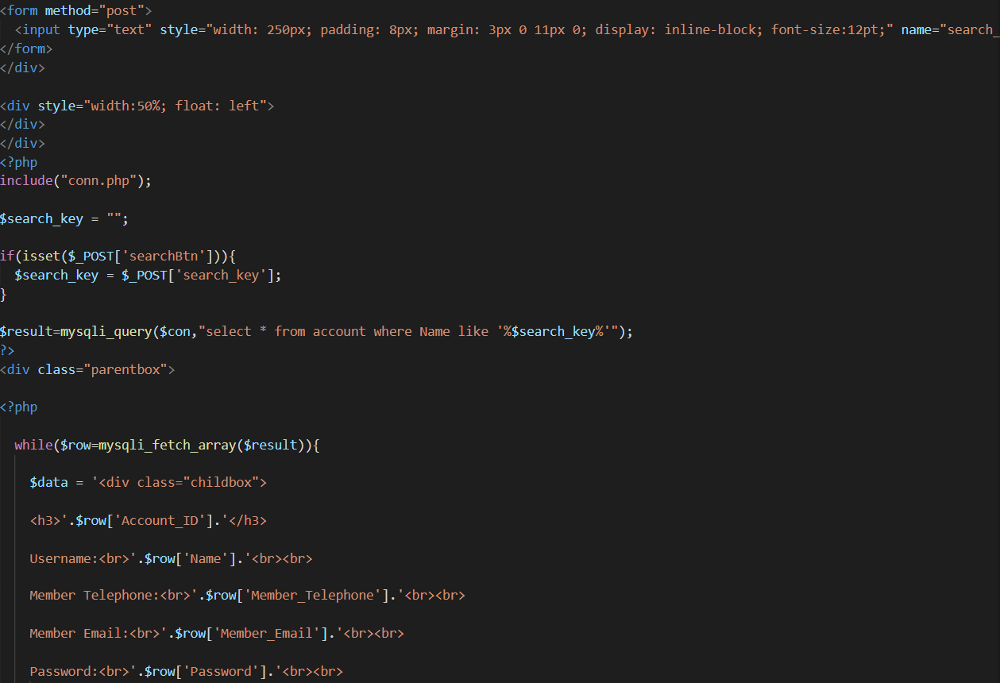 <form method="post">
<input type="text" style="width: 250px; padding: 8px; margin: 3px 0 11px 0; display: inline-block; font-size:12pt;" name="search_
</form>
</div>
<div style="width:50%; float: left">
</div>
</div>
<?php
include("conn.php");
$search_key = "";
if(isset($_POST['searchBtn'])){
$search_key = $_POST['search_key'];
}
$result=mysqli_query($con,"select * from account where Name like '%$search_key%'");
?>
<div class="parentbox">
<?php
while($row=mysqli_fetch_array($result)){
$data = '<div class="childbox">
<h3>'.$row['Account_ID'].'</h3>
Username:<br>'.$row['Name'].'<br><br>
Member Telephone:<br>'.$row['Member_Telephone'].'<br><br>
Member Email:<br>'.$row['Member_Email'].'<br><br>
Password:<br>'.$row['Password'].'<br><br>